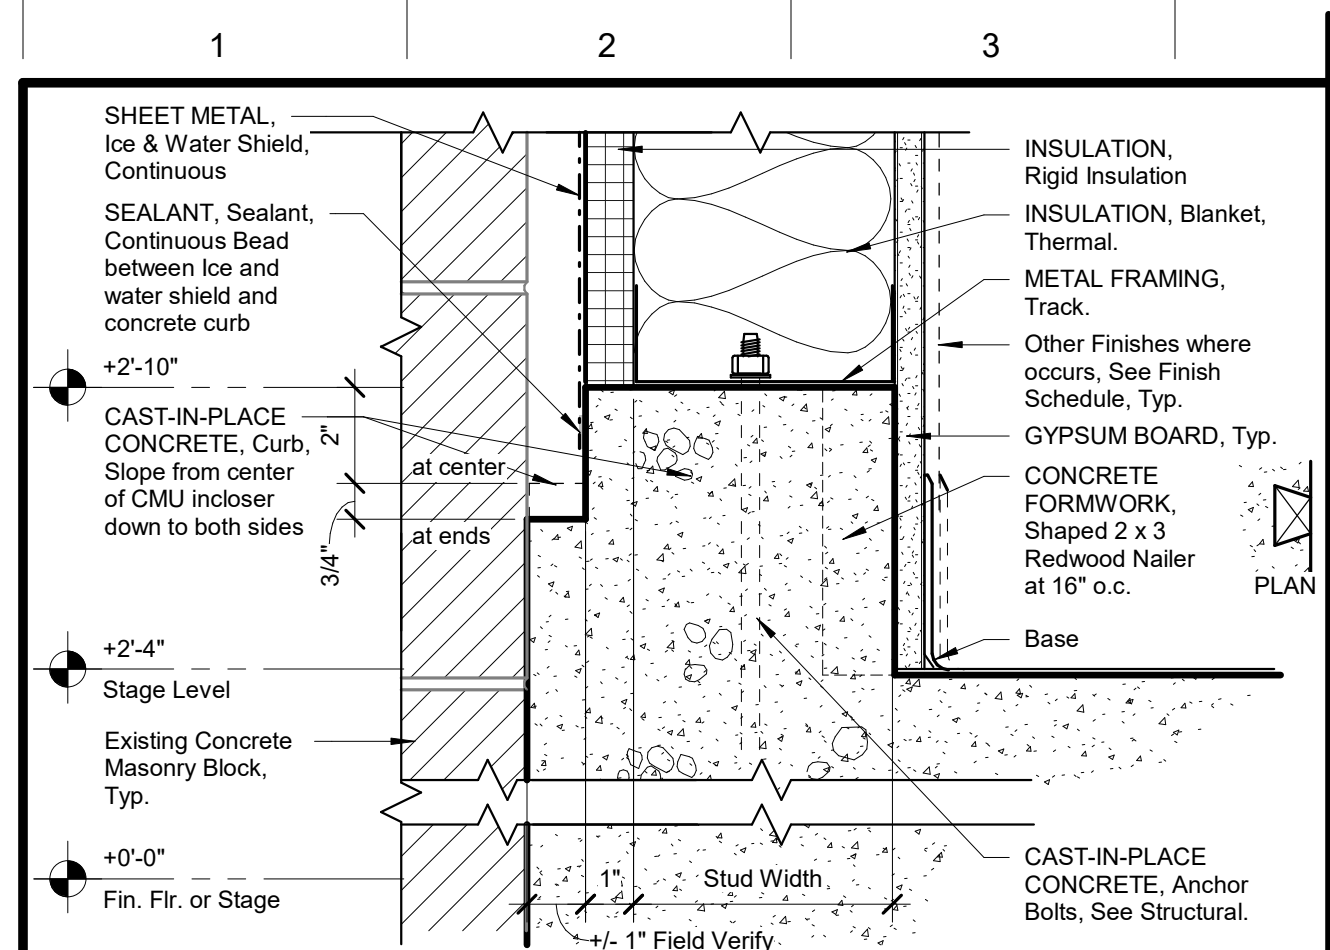 1
2
3
SHEET METAL,
Ice & Water Shield,
Continuous
SEALANT, Sealant,
Continuous Bead
between Ice and
water shield and
concrete curb
+2'-10"
CAST-IN-PLACE
CONCRETE, Curb,
Slope from center
of CMU incloser
down to both sides
2"
3/4"
at center
at ends
+2'-4"
Stage Level
Existing Concrete
Masonry Block,
Typ.
+0'-0"
Fin. Flr. or Stage
1"
Stud Width
+/- 1" Field Verify
INSULATION,
Rigid Insulation
INSULATION, Blanket,
Thermal.
METAL FRAMING,
Track.
Other Finishes where
occurs, See Finish
Schedule, Typ.
GYPSUM BOARD, Typ.
CONCRETE
FORMWORK,
Shaped 2 x 3
Redwood Nailer
at 16" o.c.
PLAN
Base
CAST-IN-PLACE
CONCRETE, Anchor
Bolts, See Structural.